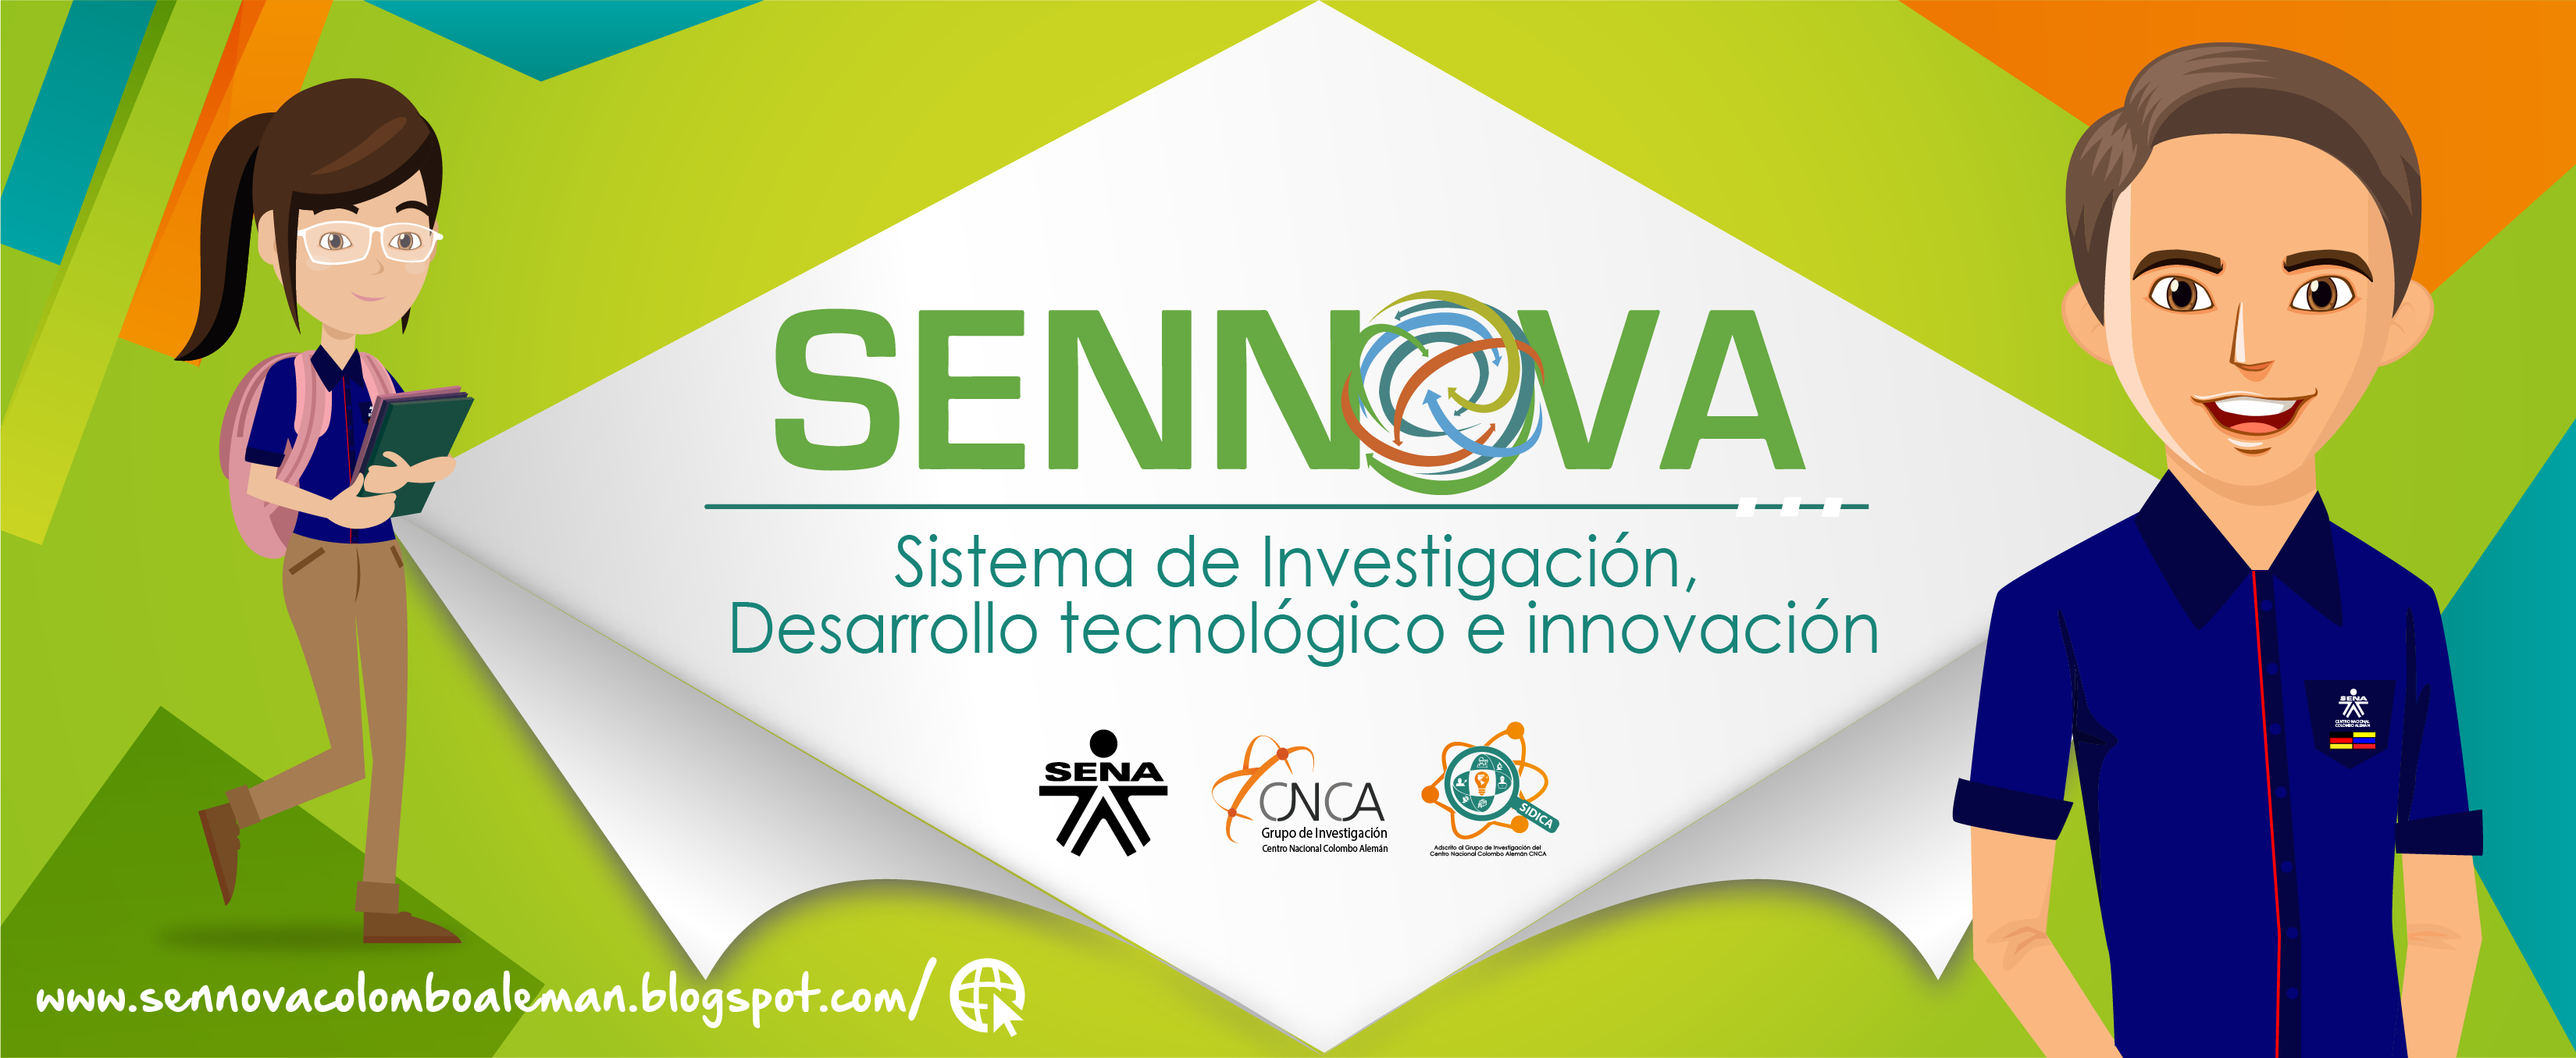 SENNOVA
Sistema de Investigación,
Desarrollo tecnológico e innovación
SENA
CNCA
Grupo de Investigación
Centro Nacional Colombo Alemán
SIDICA
Adscrito al Grupo de Investigación del
Centro Nacional Colombo Alemán CNCA
SENA
CENTRO NACIONAL
COLOMBO ALEMÁN
www.sennovacolomboaleman.blogspot.com/